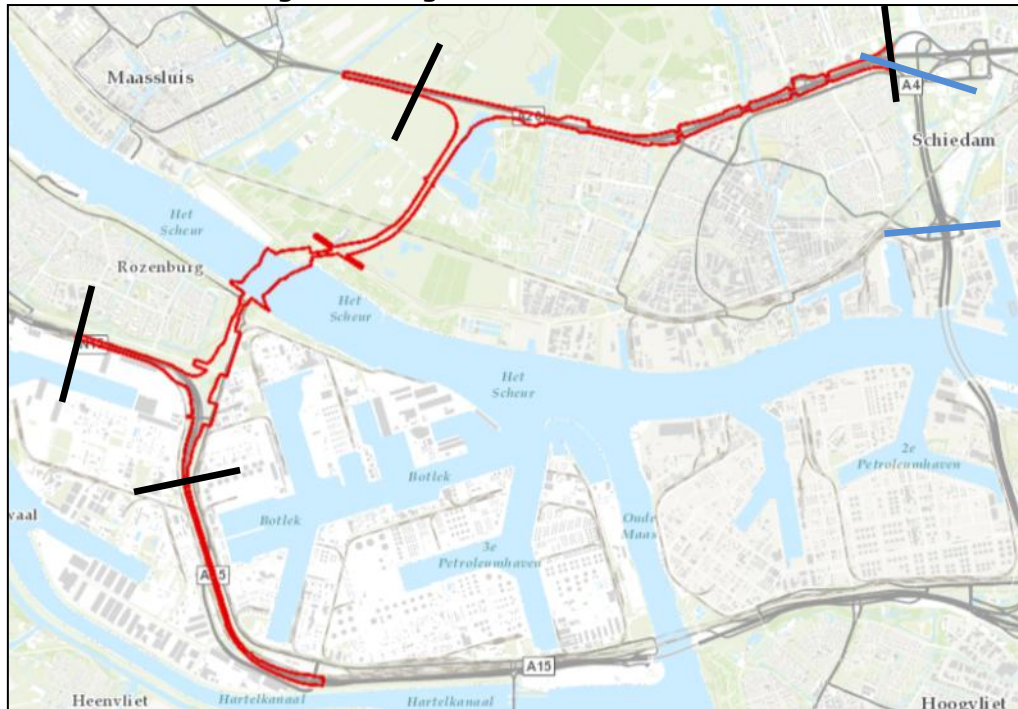 Maassluis
A4
Schiedam
Het
Scheur
Rozenburg
Het
Scheur
Het
Scheur
2e
Petroleumhaven
Botlek
Botlek
Oude
Maas
3e
Petroleumhaven
A15
Heenvliet
Hartelkanaal
Hartelkanaal
Hoogvliet